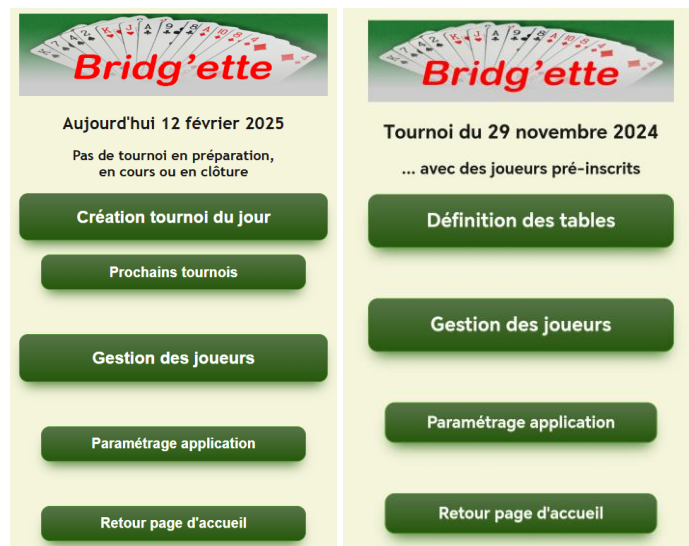 Bridg'ette
Aujourd'hui 12 février 2025
Pas de tournoi en préparation,
en cours ou en clôture
Création tournoi du jour
Prochains tournois
Gestion des joueurs
Paramétrage application
Retour page d'accueil
Bridg'ette
Tournoi du 29 novembre 2024
... avec des joueurs pré-inscrits
Définition des tables
Gestion des joueurs
Paramétrage application
Retour page d'accueil